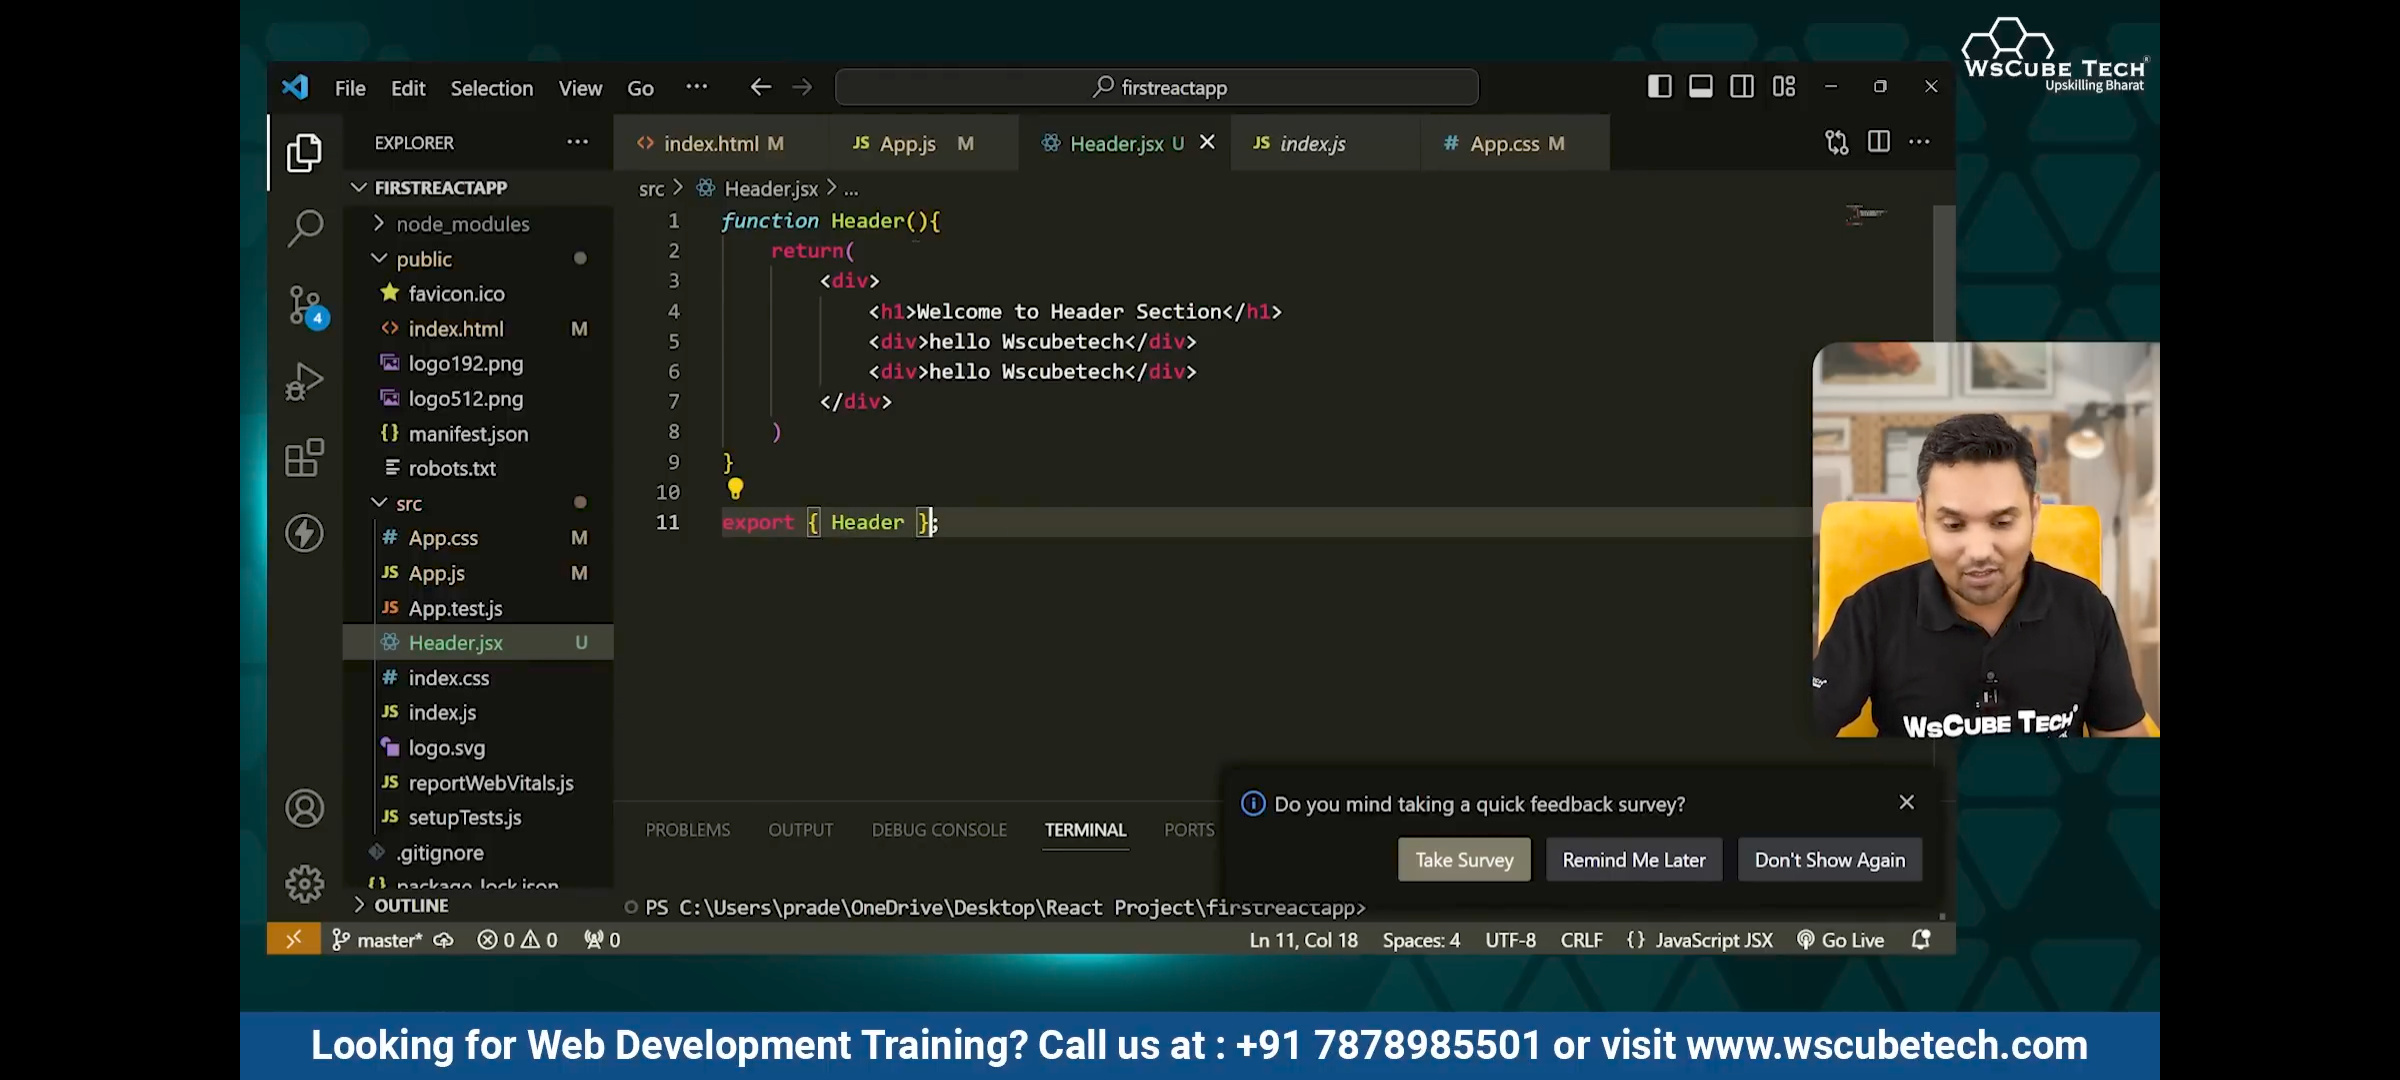 WsCube Tech
Upskilling Bharat
File Edit Selection View Go ··· firstreactapp
EXPLORER ···
index.html M
App.js M
Header.jsx U
index.js
App.css M
FIRSTREACTAPP
src > Header.jsx > ...
node_modules
public
favicon.ico
index.html M
logo192.png
logo512.png
manifest.json
robots.txt
src
App.css M
App.js M
App.test.js
Header.jsx U
index.css
index.js
logo.svg
reportWebVitals.js
setupTests.js
.gitignore
package-lock.json
OUTLINE
4
1 function Header(){
2 return(
3 <div>
4 <h1>Welcome to Header Section</h1>
5 <div>hello Wscubetech</div>
6 <div>hello Wscubetech</div>
7 </div>
8 )
9 }
10
11 export { Header };
WsCube Tech
Do you mind taking a quick feedback survey?
Take Survey Remind Me Later Don't Show Again
PROBLEMS OUTPUT DEBUG CONSOLE TERMINAL PORTS
PS C:\Users\prade\OneDrive\Desktop\React Project\firstreactapp>
master* 0 0 0 Ln 11, Col 18 Spaces: 4 UTF-8 CRLF {} JavaScript JSX Go Live
Looking for Web Development Training? Call us at : +91 7878985501 or visit www.wscubetech.com